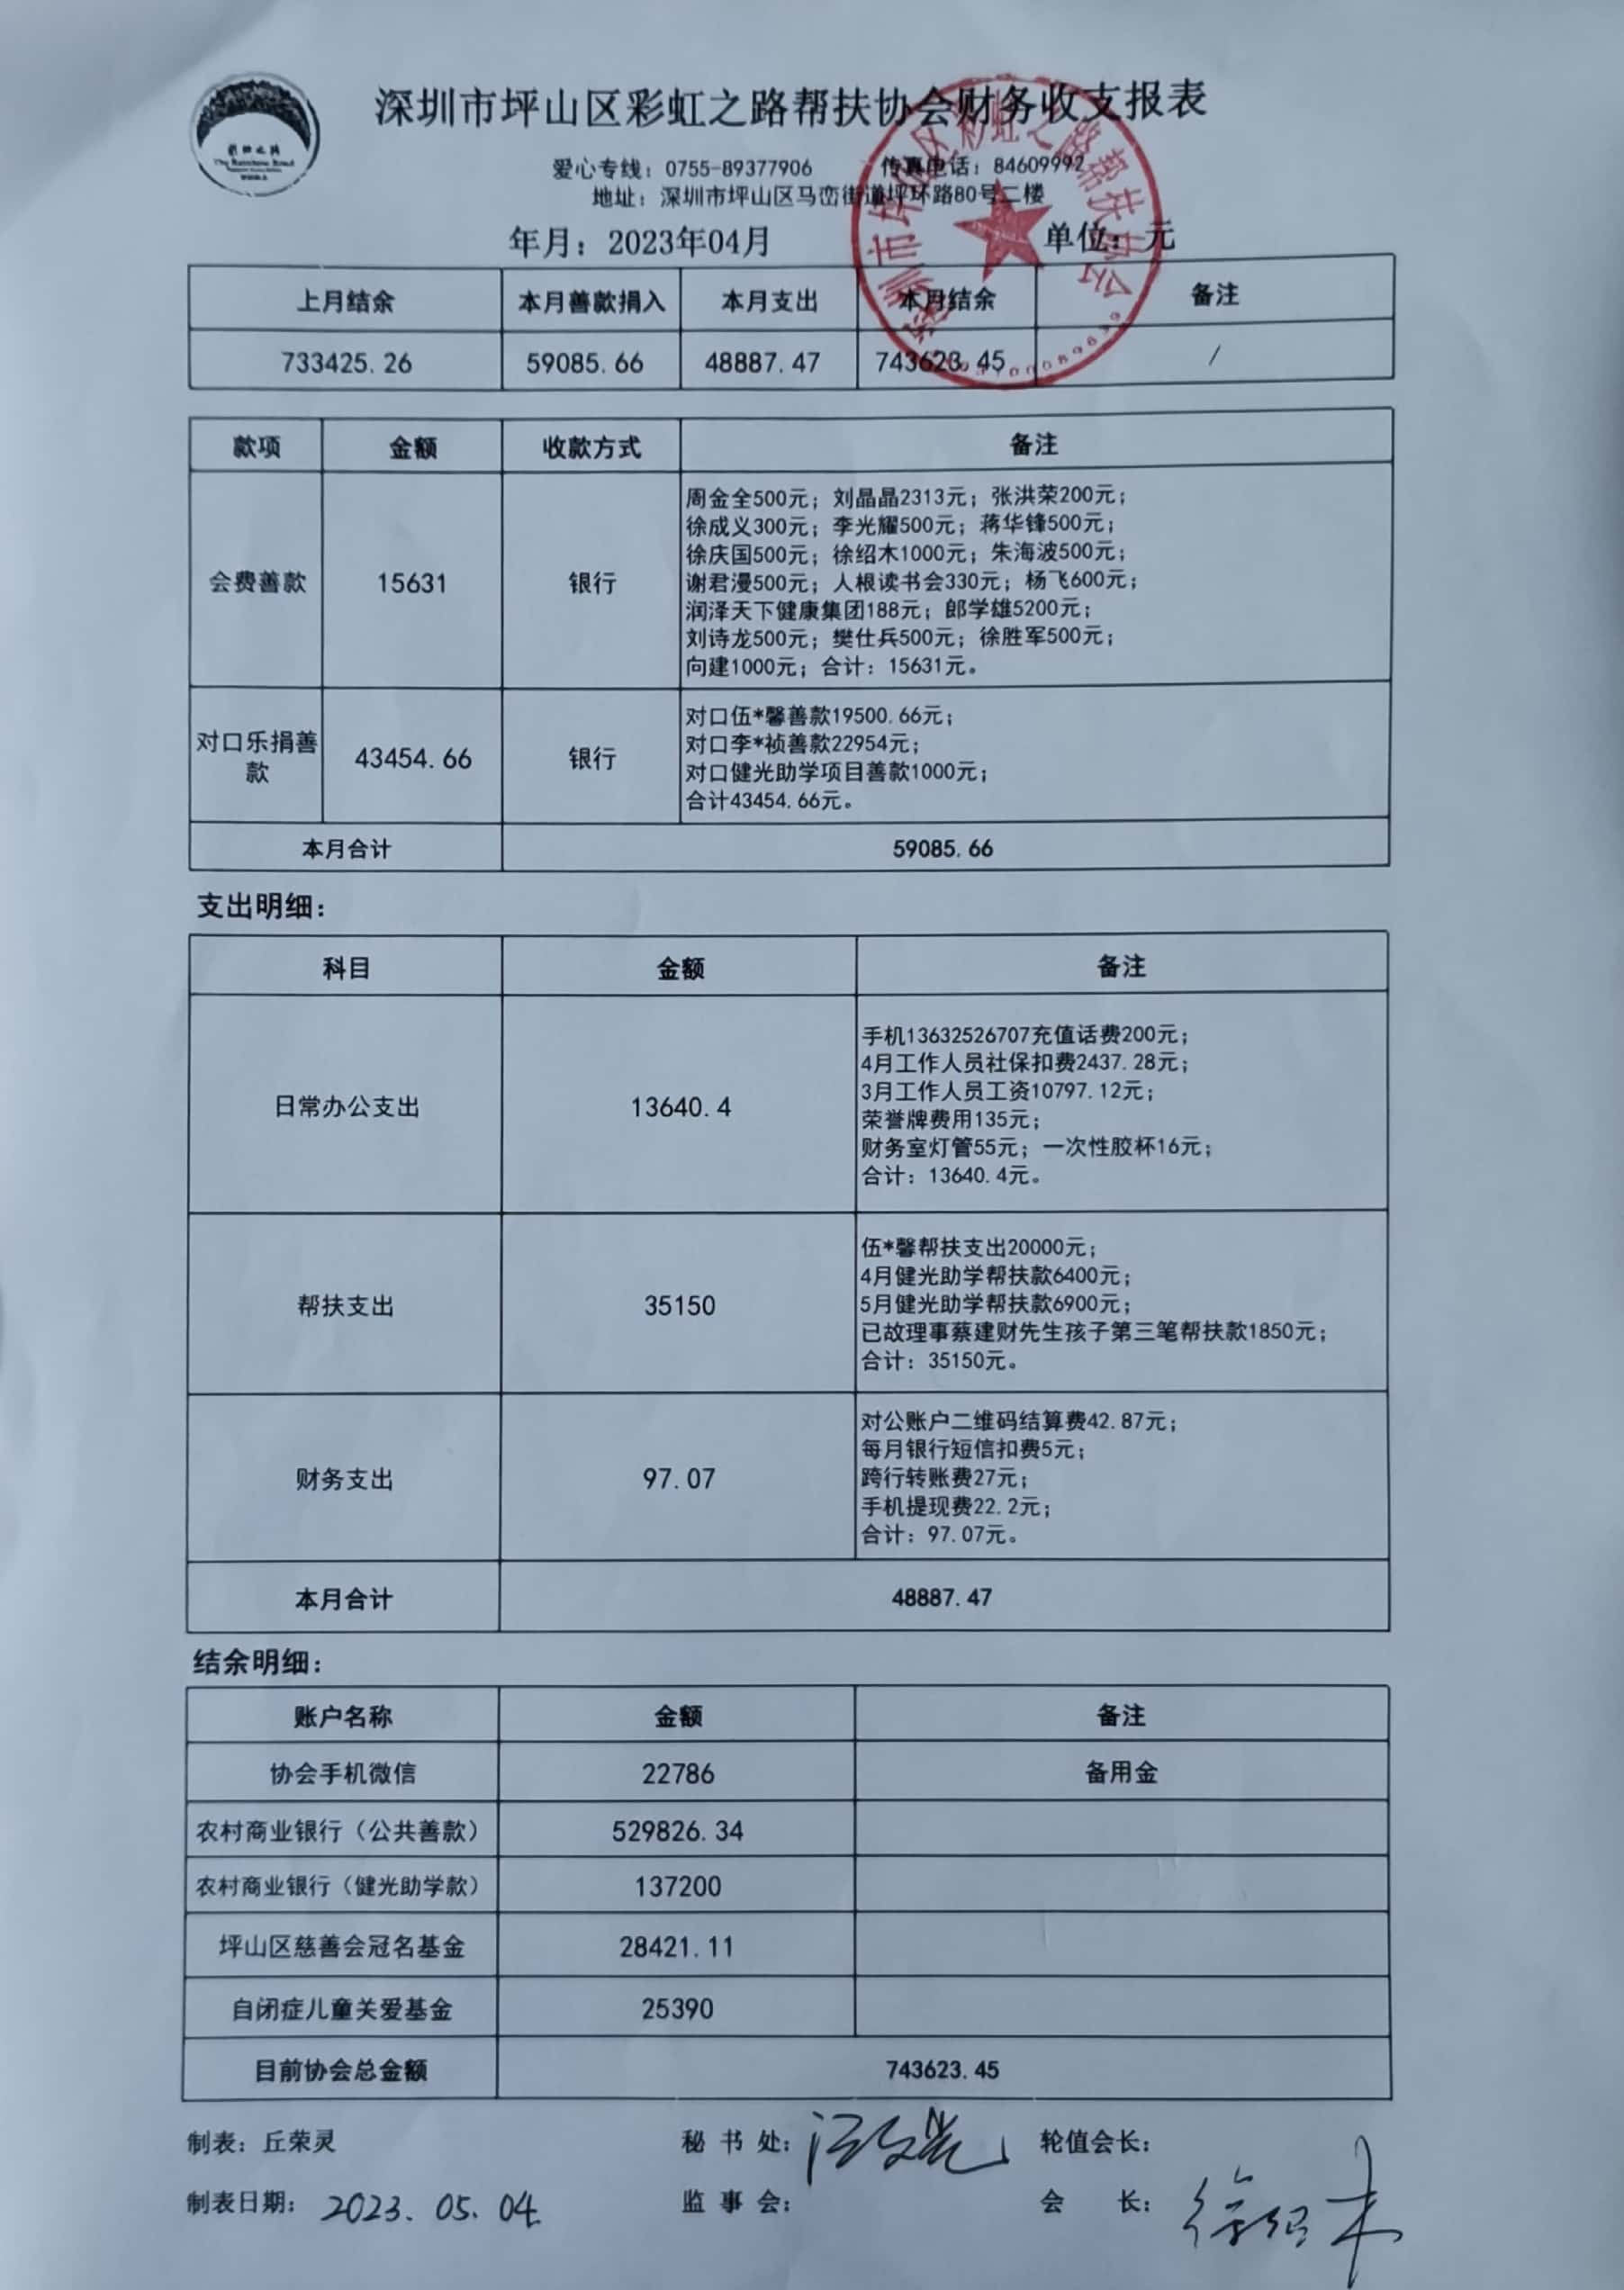 深圳市坪山区彩虹之路帮扶协会财务收支报表
爱心专线：0755-89377906 传真电话：84609992
地址：深圳市坪山区马峦街道坪环路80号二楼
年月：2023年04月 单位：元
上月结余 本月善款捐入 本月支出 本月结余 备注
733425.26 59085.66 48887.47 743623.45 /
款项 金额 收款方式 备注
会费善款 15631 银行
周金全500元；刘晶晶2313元；张洪荣200元；
徐成义300元；李光耀500元；蒋华锋500元；
徐庆国500元；徐绍木1000元；朱海波500元；
谢君漫500元；人根读书会330元；杨飞600元；
润泽天下健康集团188元；郎学雄5200元；
刘诗龙500元；樊仕兵500元；徐胜军500元；
向建1000元；合计：15631元。
对口乐捐善
款
43454.66 银行
对口伍*馨善款19500.66元；
对口李*祯善款22954元；
对口健光助学项目善款1000元；
合计43454.66元。
本月合计 59085.66
支出明细：
科目 金额 备注
日常办公支出 13640.4
手机13632526707充值话费200元；
4月工作人员社保扣费2437.28元；
3月工作人员工资10797.12元；
荣誉牌费用135元；
财务室灯管55元；一次性胶杯16元；
合计：13640.4元。
帮扶支出 35150
伍*馨帮扶支出20000元；
4月健光助学帮扶款6400元；
5月健光助学帮扶款6900元；
已故理事蔡建财先生孩子第三笔帮扶款1850元；
合计：35150元。
财务支出 97.07
对公账户二维码结算费42.87元；
每月银行短信扣费5元；
跨行转账费27元；
手机提现费22.2元；
合计：97.07元。
本月合计 48887.47
结余明细：
账户名称 金额 备注
协会手机微信 22786 备用金
农村商业银行（公共善款） 529826.34
农村商业银行（健光助学款） 137200
坪山区慈善会冠名基金 28421.11
自闭症儿童关爱基金 25390
目前协会总金额 743623.45
制表：丘荣灵 秘书处： 轮值会长：
制表日期：2023.05.04 监事会： 会长：徐绍木
彩虹之路
The Rainbow Road
深圳市坪山区彩虹之路帮扶协会